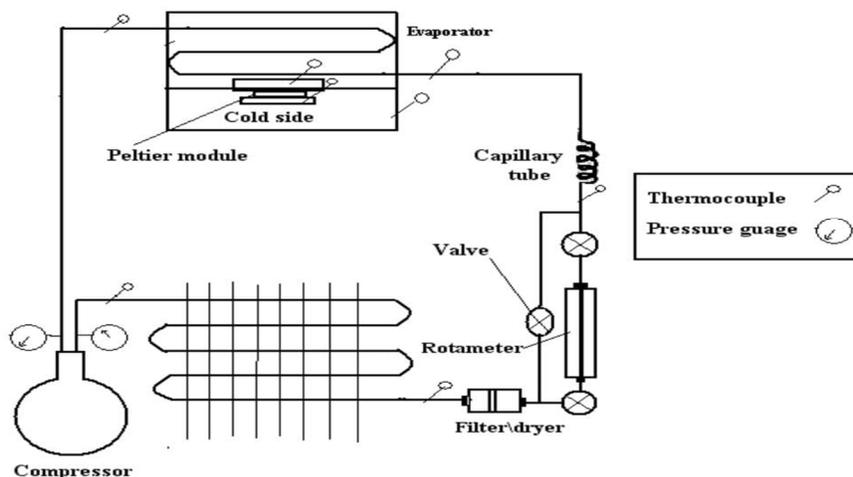 Evaporator
Cold side
Peltier module
Capillary
tube
Thermocouple
Pressure guage
Valve
Rotameter
Filter\dryer
Compressor